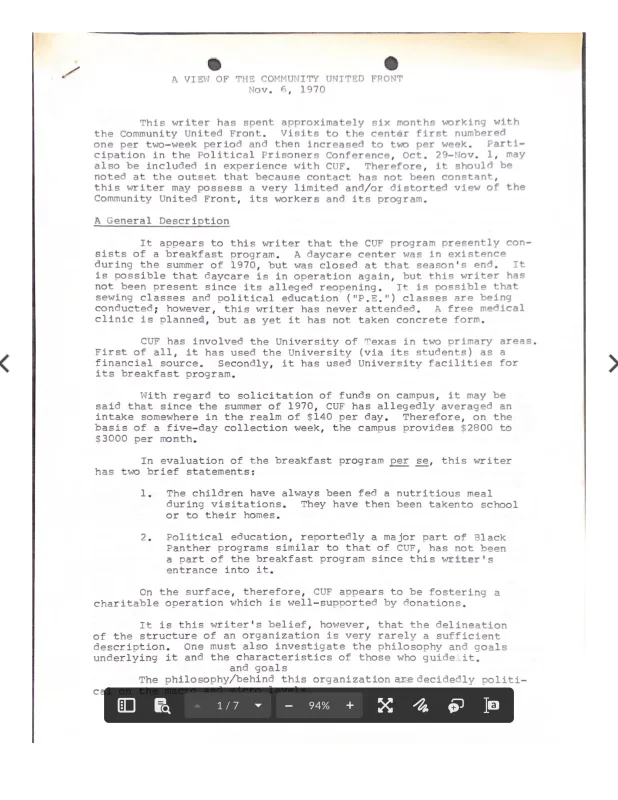 A VIEW OF THE COMMUNITY UNITED FRONT
Nov. 6, 1970
This writer has spent approximately six months working with
the Community United Front. Visits to the center first numbered
one per two-week period and then increased to two per week. Parti-
cipation in the Political Prisoners Conference, Oct. 29-Nov. 1, may
also be included in experience with CUF. Therefore, it should be
noted at the outset that because contact has not been constant,
this writer may possess a very limited and/or distorted view of the
Community United Front, its workers and its program.
A General Description
It appears to this writer that the CUF program presently con-
sists of a breakfast program. A daycare center was in existence
during the summer of 1970, but was closed at that season's end. It
is possible that daycare is in operation again, but this writer has
not been present since its alleged reopening. It is possible that
sewing classes and political education ("P.E.") classes are being
conducted; however, this writer has never attended. A free medical
clinic is planned, but as yet it has not taken concrete form.
CUF has involved the University of Texas in two primary areas.
First of all, it has used the University (via its students) as a
financial source. Secondly, it has used University facilities for
its breakfast program.
With regard to solicitation of funds on campus, it may be
said that since the summer of 1970, CUF has allegedly averaged an
intake somewhere in the realm of $140 per day. Therefore, on the
basis of a five-day collection week, the campus provides $2800 to
$3000 per month.
In evaluation of the breakfast program per se, this writer
has two brief statements:
1. The children have always been fed a nutritious meal
during visitations. They have then been takento school
or to their homes.
2. Political education, reportedly a major part of Black
Panther programs similar to that of CUF, has not been
a part of the breakfast program since this writer's
entrance into it.
On the surface, therefore, CUF appears to be fostering a
charitable operation which is well-supported by donations.
It is this writer's belief, however, that the delineation
of the structure of an organization is very rarely a sufficient
description. One must also investigate the philosophy and goals
underlying it and the characteristics of those who guide it.
and goals
The philosophy/behind this organization are decidedly politi-
cal on the macro and micro levels.
1 / 7 94%